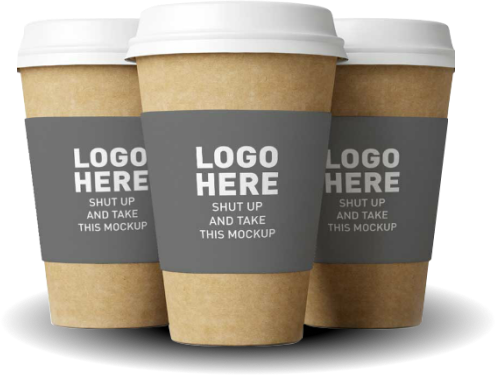 LOGO
HERE
SHUT UP
AND TAKE
THIS MOCKUP
LOGO
HERE
SHUT UP
AND TAKE
THIS MOCKUP
LOGO
HERE
SHUT UP
AND TAKE
THIS MOCKUP